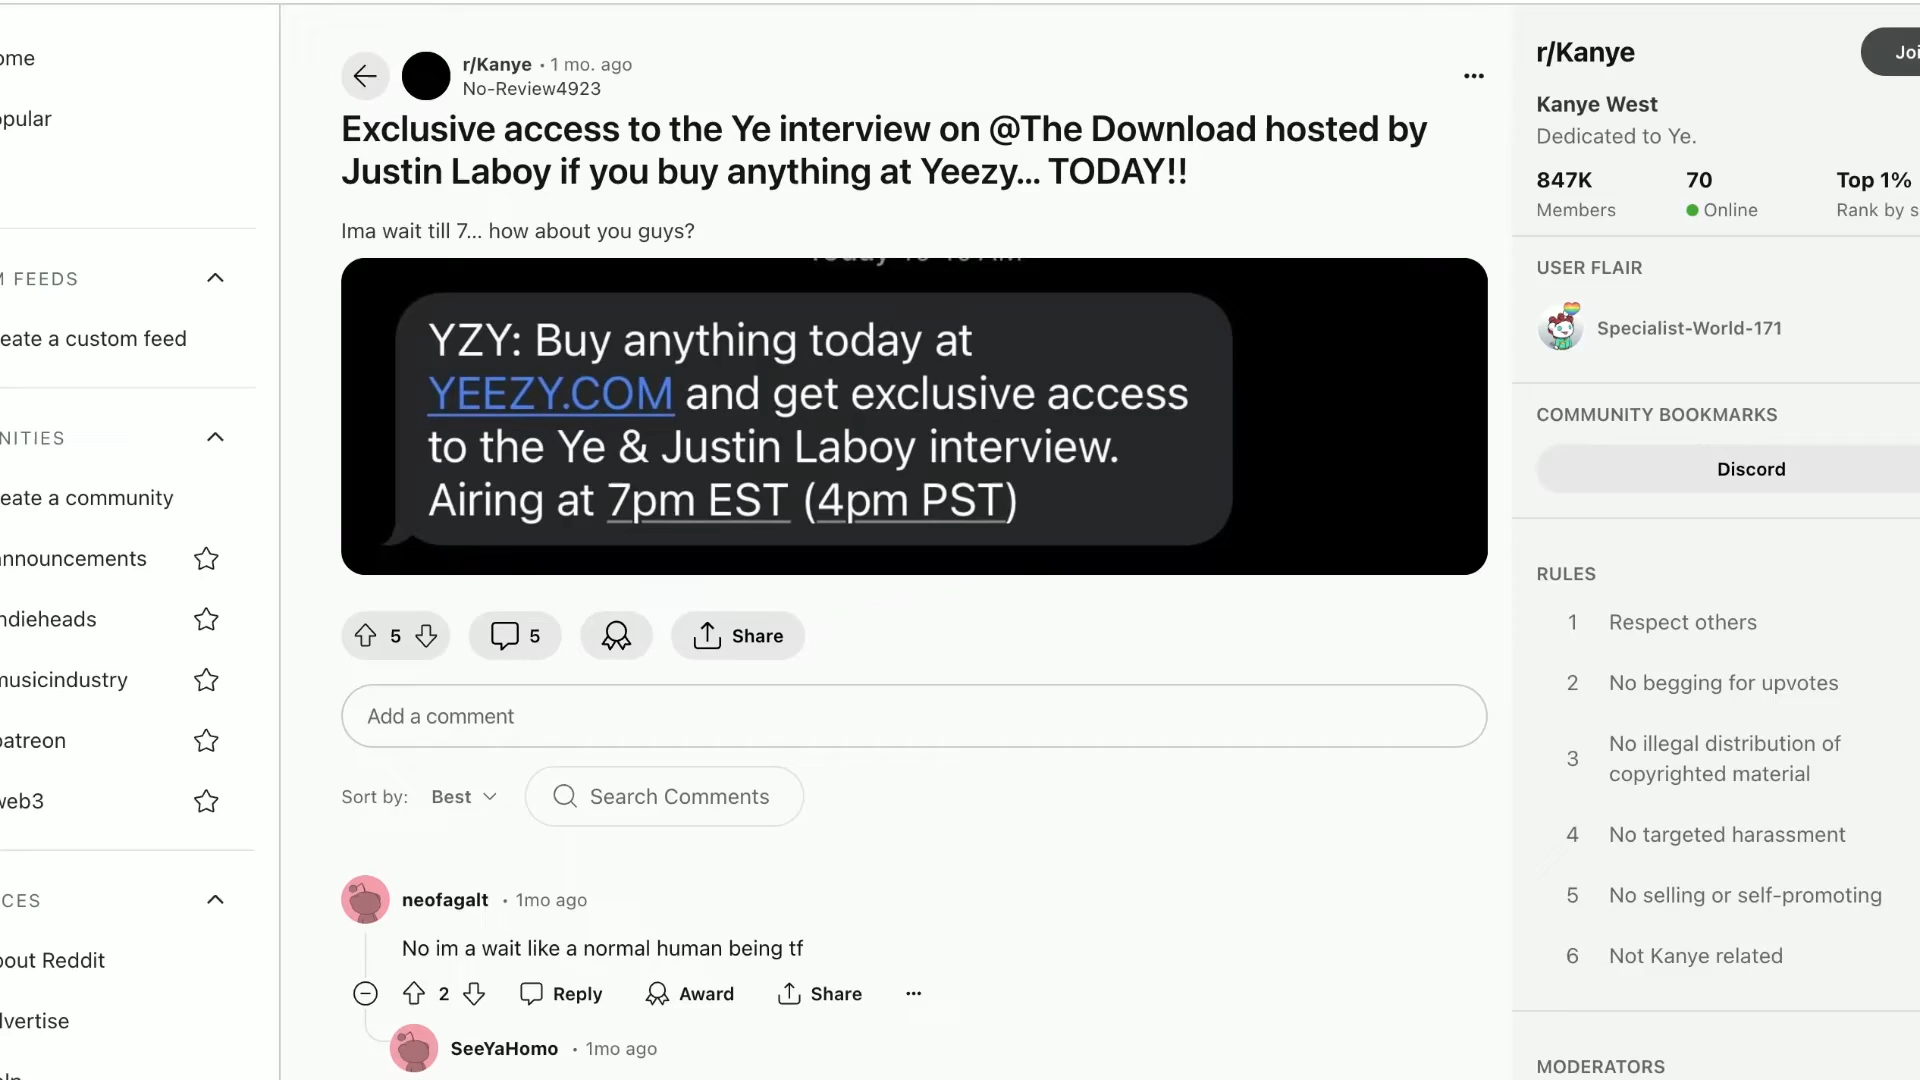 ome
opular
FEEDS
eate a custom feed
NITIES
eate a community
nnouncements
ndieheads
musicindustry
patreon
web3
CES
out Reddit
vertise
r/Kanye • 1 mo. ago
No-Review4923
Exclusive access to the Ye interview on @The Download hosted by
Justin Laboy if you buy anything at Yeezy... TODAY!!
Ima wait till 7... how about you guys?
YZY: Buy anything today at
YEEZY.COM and get exclusive access
to the Ye & Justin Laboy interview.
Airing at 7pm EST (4pm PST)
5
5
Share
Add a comment
Sort by: Best
Search Comments
neofagalt • 1mo ago
No im a wait like a normal human being tf
2 Reply Award Share
SeeYaHomo • 1mo ago
r/Kanye
Joi
Kanye West
Dedicated to Ye.
847K 70 Top 1%
Members Online Rank by s
USER FLAIR
Specialist-World-171
COMMUNITY BOOKMARKS
Discord
RULES
1 Respect others
2 No begging for upvotes
3 No illegal distribution of
copyrighted material
4 No targeted harassment
5 No selling or self-promoting
6 Not Kanye related
MODERATORS